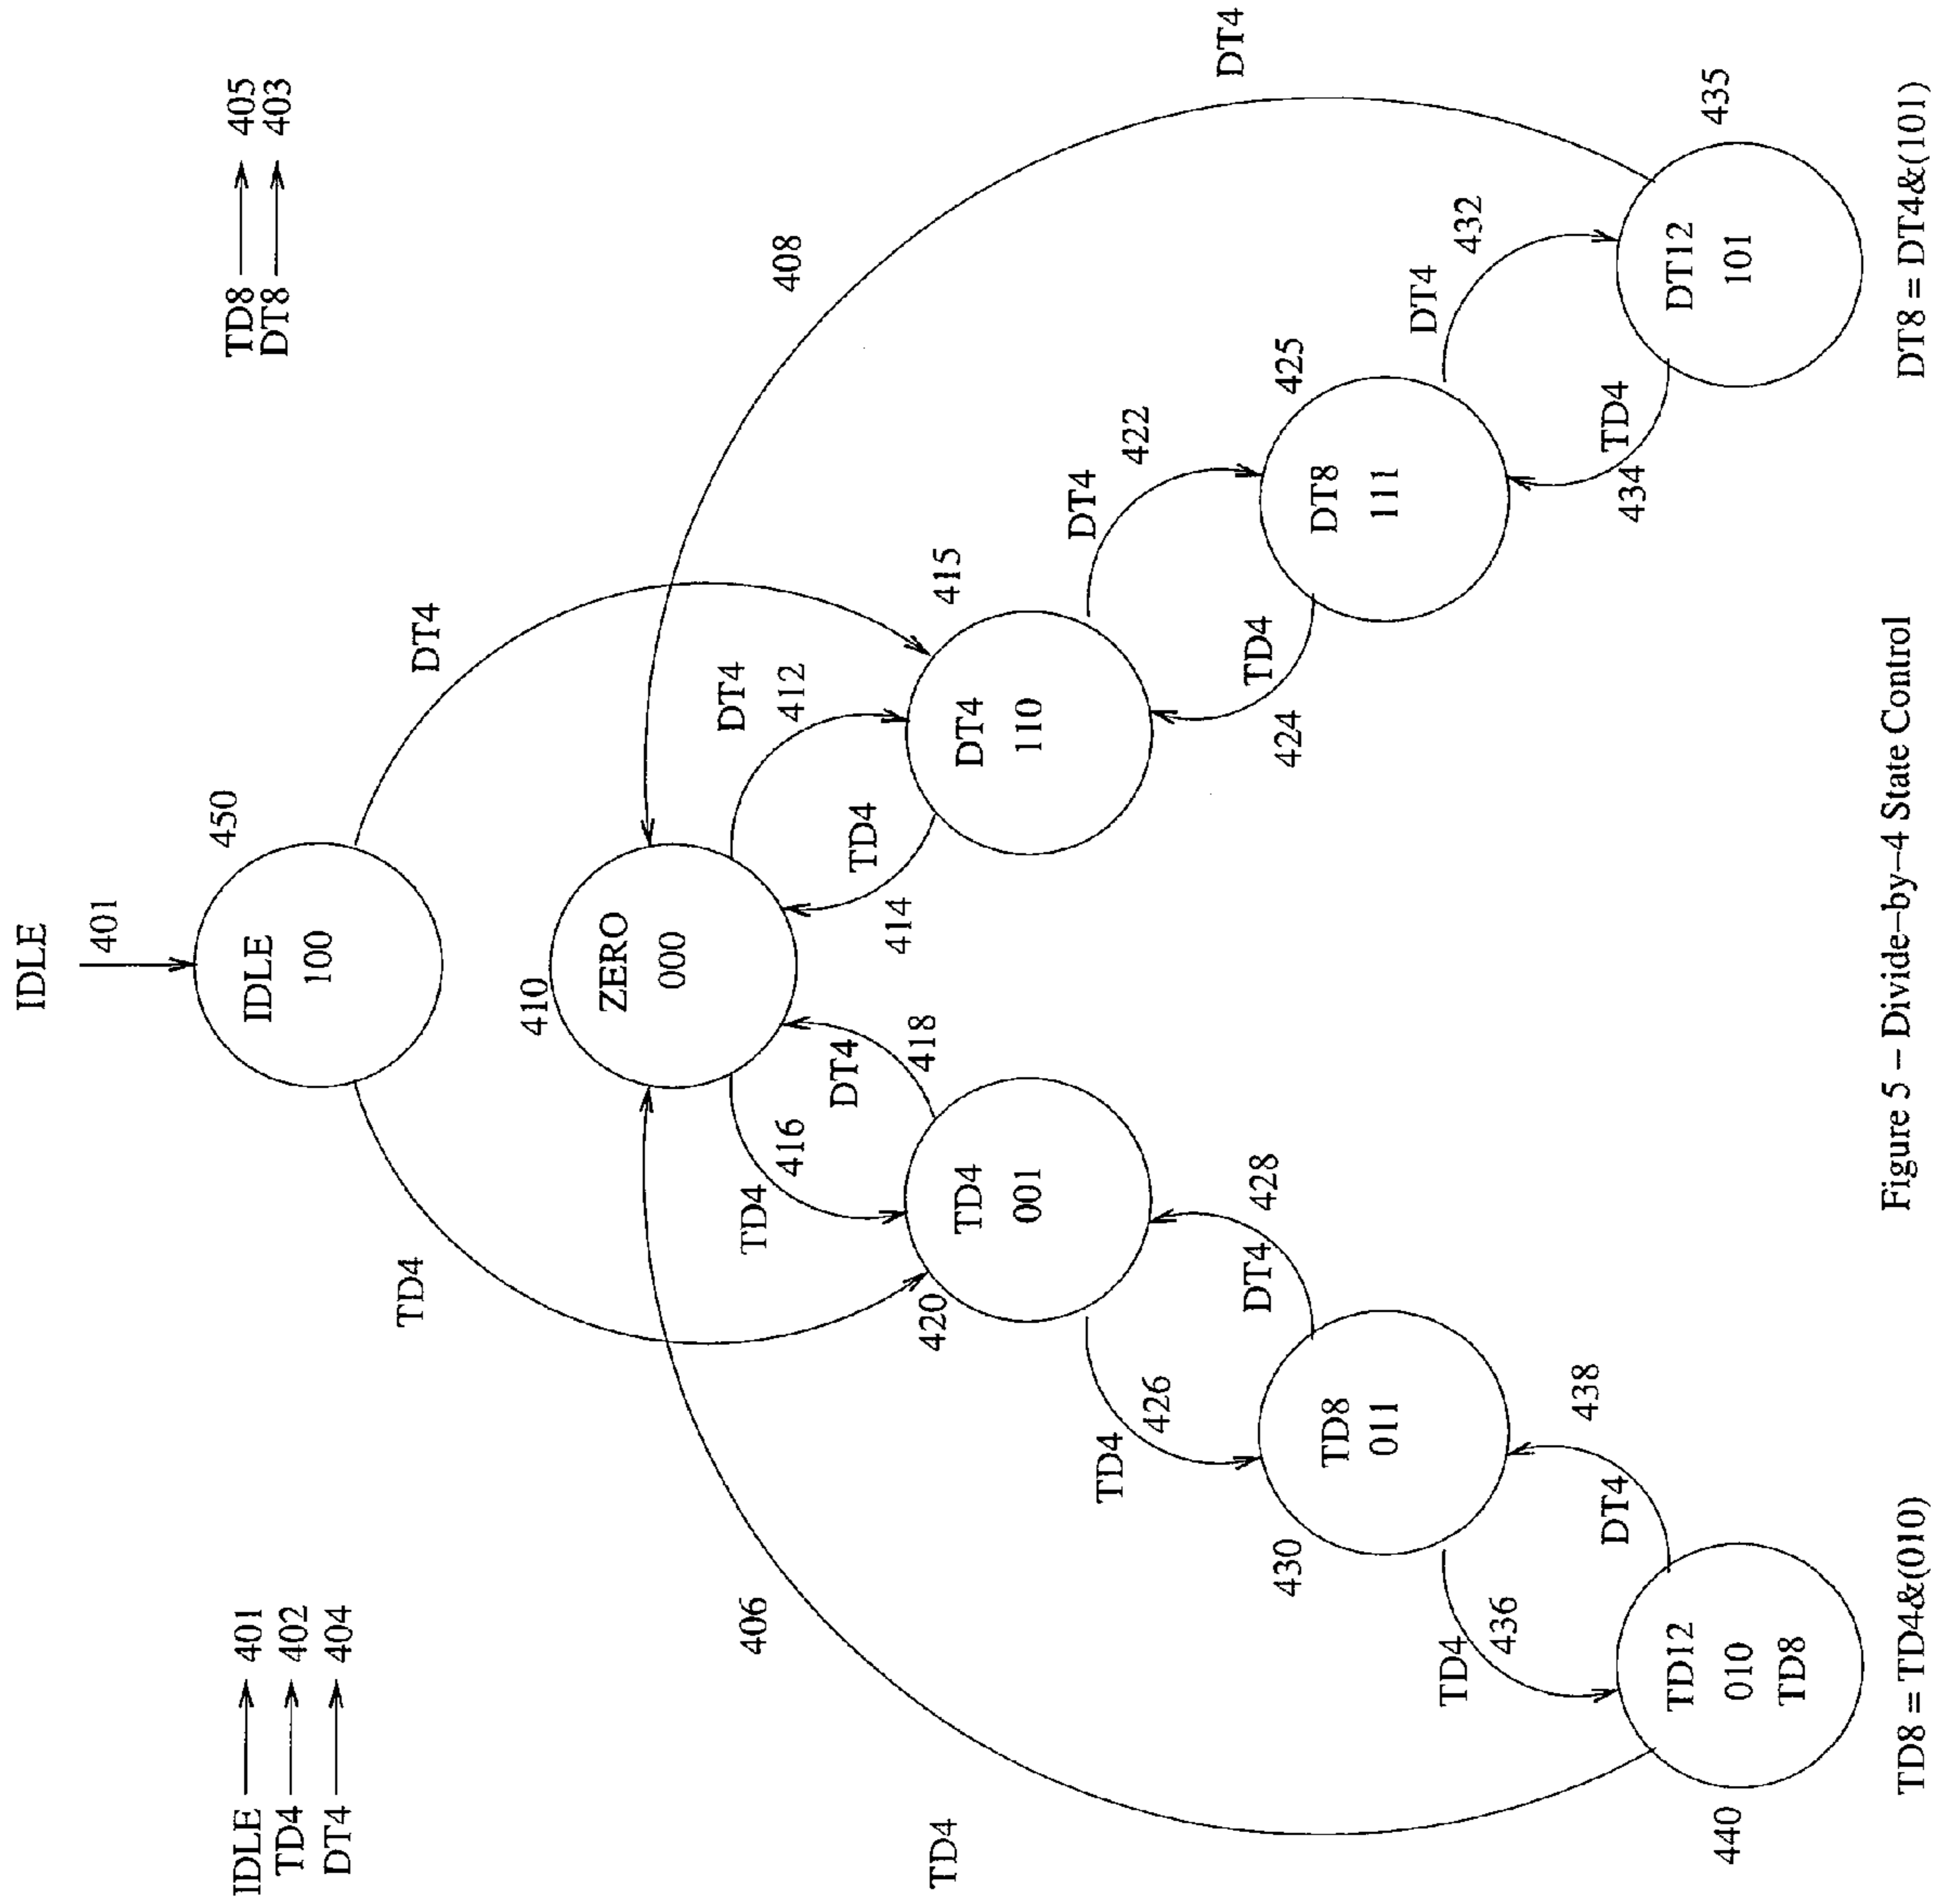 IDLE
401
IDLE → 401
TD4 → 402
DT4 → 404
TD8 → 405
DT8 → 403
450
IDLE
100
TD4
DT4
410
ZERO
000
406
408
TD4
416
DT4
418
TD4
414
DT4
412
TD4
DT4
420
TD4
001
DT4
110
415
TD4
426
DT4
428
TD4
424
DT4
422
430
TD8
011
DT8
111
425
TD4
436
DT4
438
TD4
434
DT4
432
440
TD12
010
TD8
DT12
101
435
TD8 = TD4&(010)
DT8 = DT4&(101)
Figure 5 – Divide–by–4 State Control